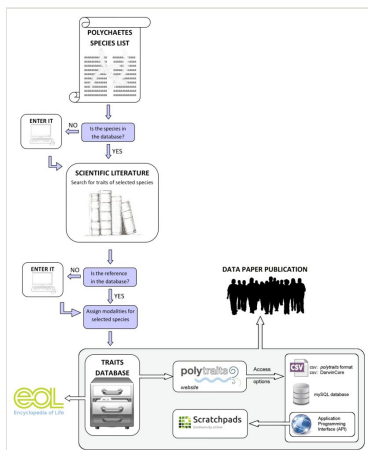 POLYCHAETES
SPECIES LIST
ENTER IT
NO
Is the species in
the database?
YES
SCIENTIFIC LITERATURE
Search for traits of selected species
ENTER IT
NO
Is the reference
in the database?
YES
Assign modalities for
selected species
DATA PAPER PUBLICATION
TRAITS
DATABASE
polytraits
website
Access
options
CSV
csv: polytraits format
csv: DarwinCore
mySQL database
eOL
Encyclopedia of Life
Scratchpads
Application
Programming
Interface (API)